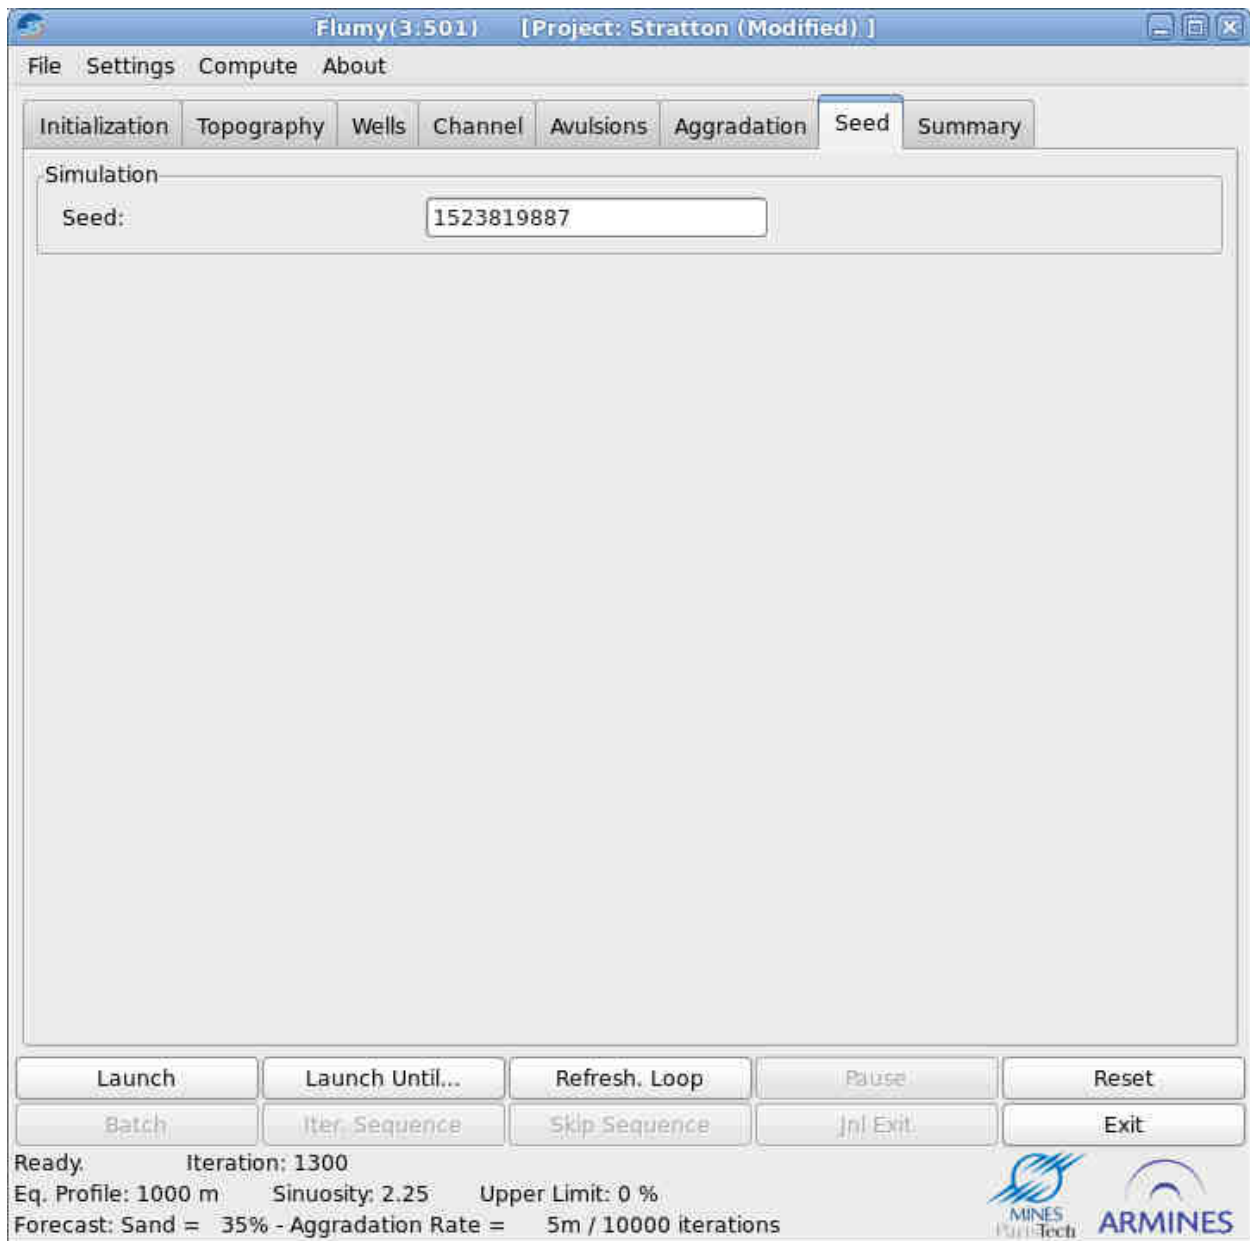 Flumy(3.501) [Project: Stratton (Modified) ]
File Settings Compute About
Initialization Topography Wells Channel Avulsions Aggradation Seed Summary
Simulation
Seed: 1523819887
Launch Launch Until... Refresh. Loop Pause Reset
Batch Iter. Sequence Skip Sequence Jnl Exit Exit
Ready. Iteration: 1300
Eq. Profile: 1000 m Sinuosity: 2.25 Upper Limit: 0 %
Forecast: Sand = 35% - Aggradation Rate = 5m / 10000 iterations
MINES
ParisTech
ARMINES